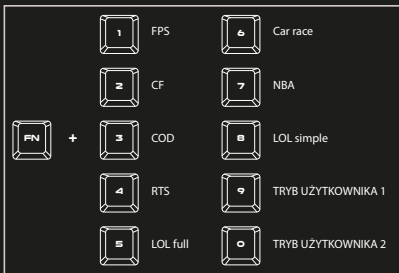 1 FPS
6 Car race
2 CF
7 NBA
FN + 3 COD
8 LOL simple
4 RTS
9 TRYB UŻYTKOWNIKA 1
5 LOL full
0 TRYB UŻYTKOWNIKA 2